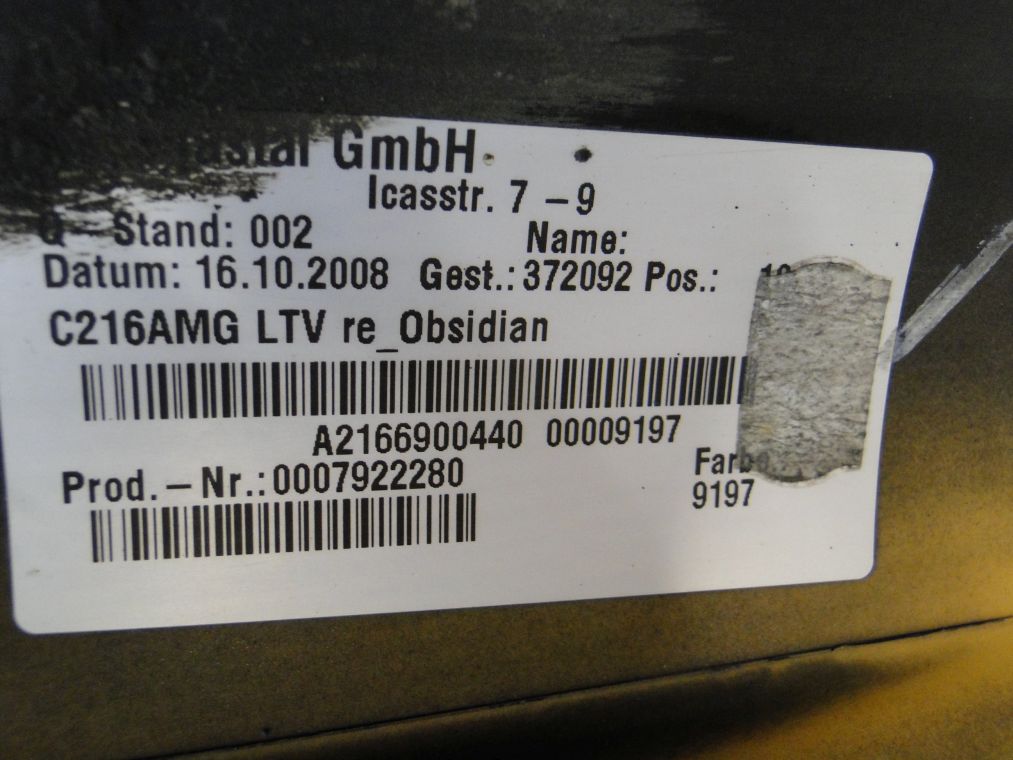 GmbH
Icasstr. 7 -9
Q- Stand: 002 Name:
Datum: 16.10.2008 Gest.: 372092 Pos.:
C216AMG LTV re_Obsidian
A2166900440 00009197
Prod.-Nr.:0007922280
9197